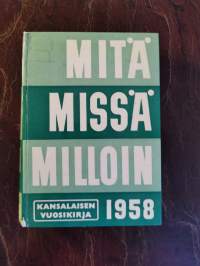 MITÄ
MISSÄ
MILLOIN
KANSALAISEN
VUOSIKIRJA
1958